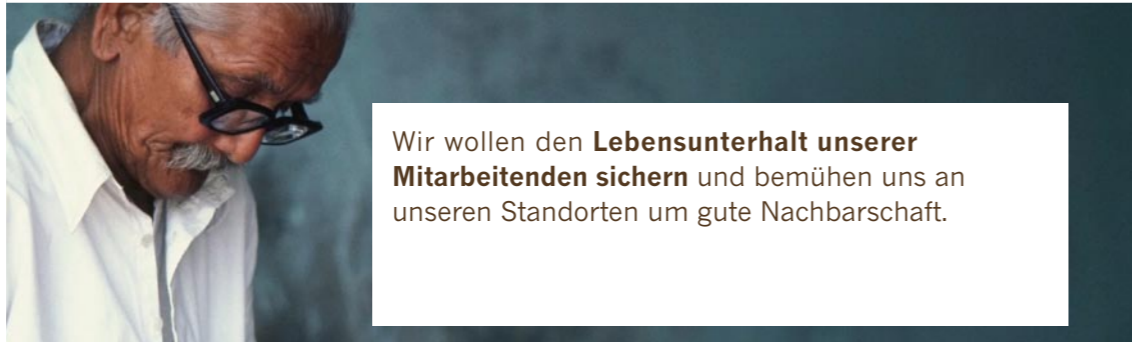 Wir wollen den Lebensunterhalt unserer
Mitarbeitenden sichern und bemühen uns an
unseren Standorten um gute Nachbarschaft.